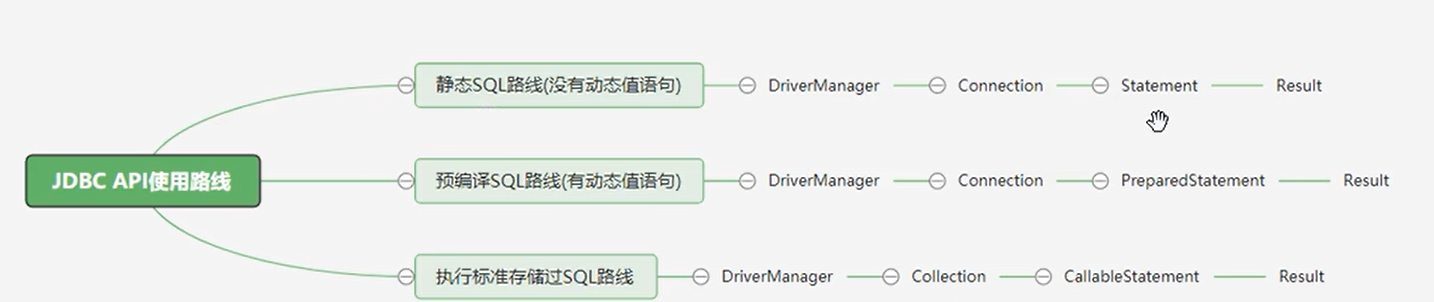 静态SQL路线(没有动态值语句) DriverManager Connection Statement Result
JDBC API使用路线 预编译SQL路线(有动态值语句) DriverManager Connection PreparedStatement Result
执行标准存储过SQL路线 DriverManager Collection CallableStatement Result